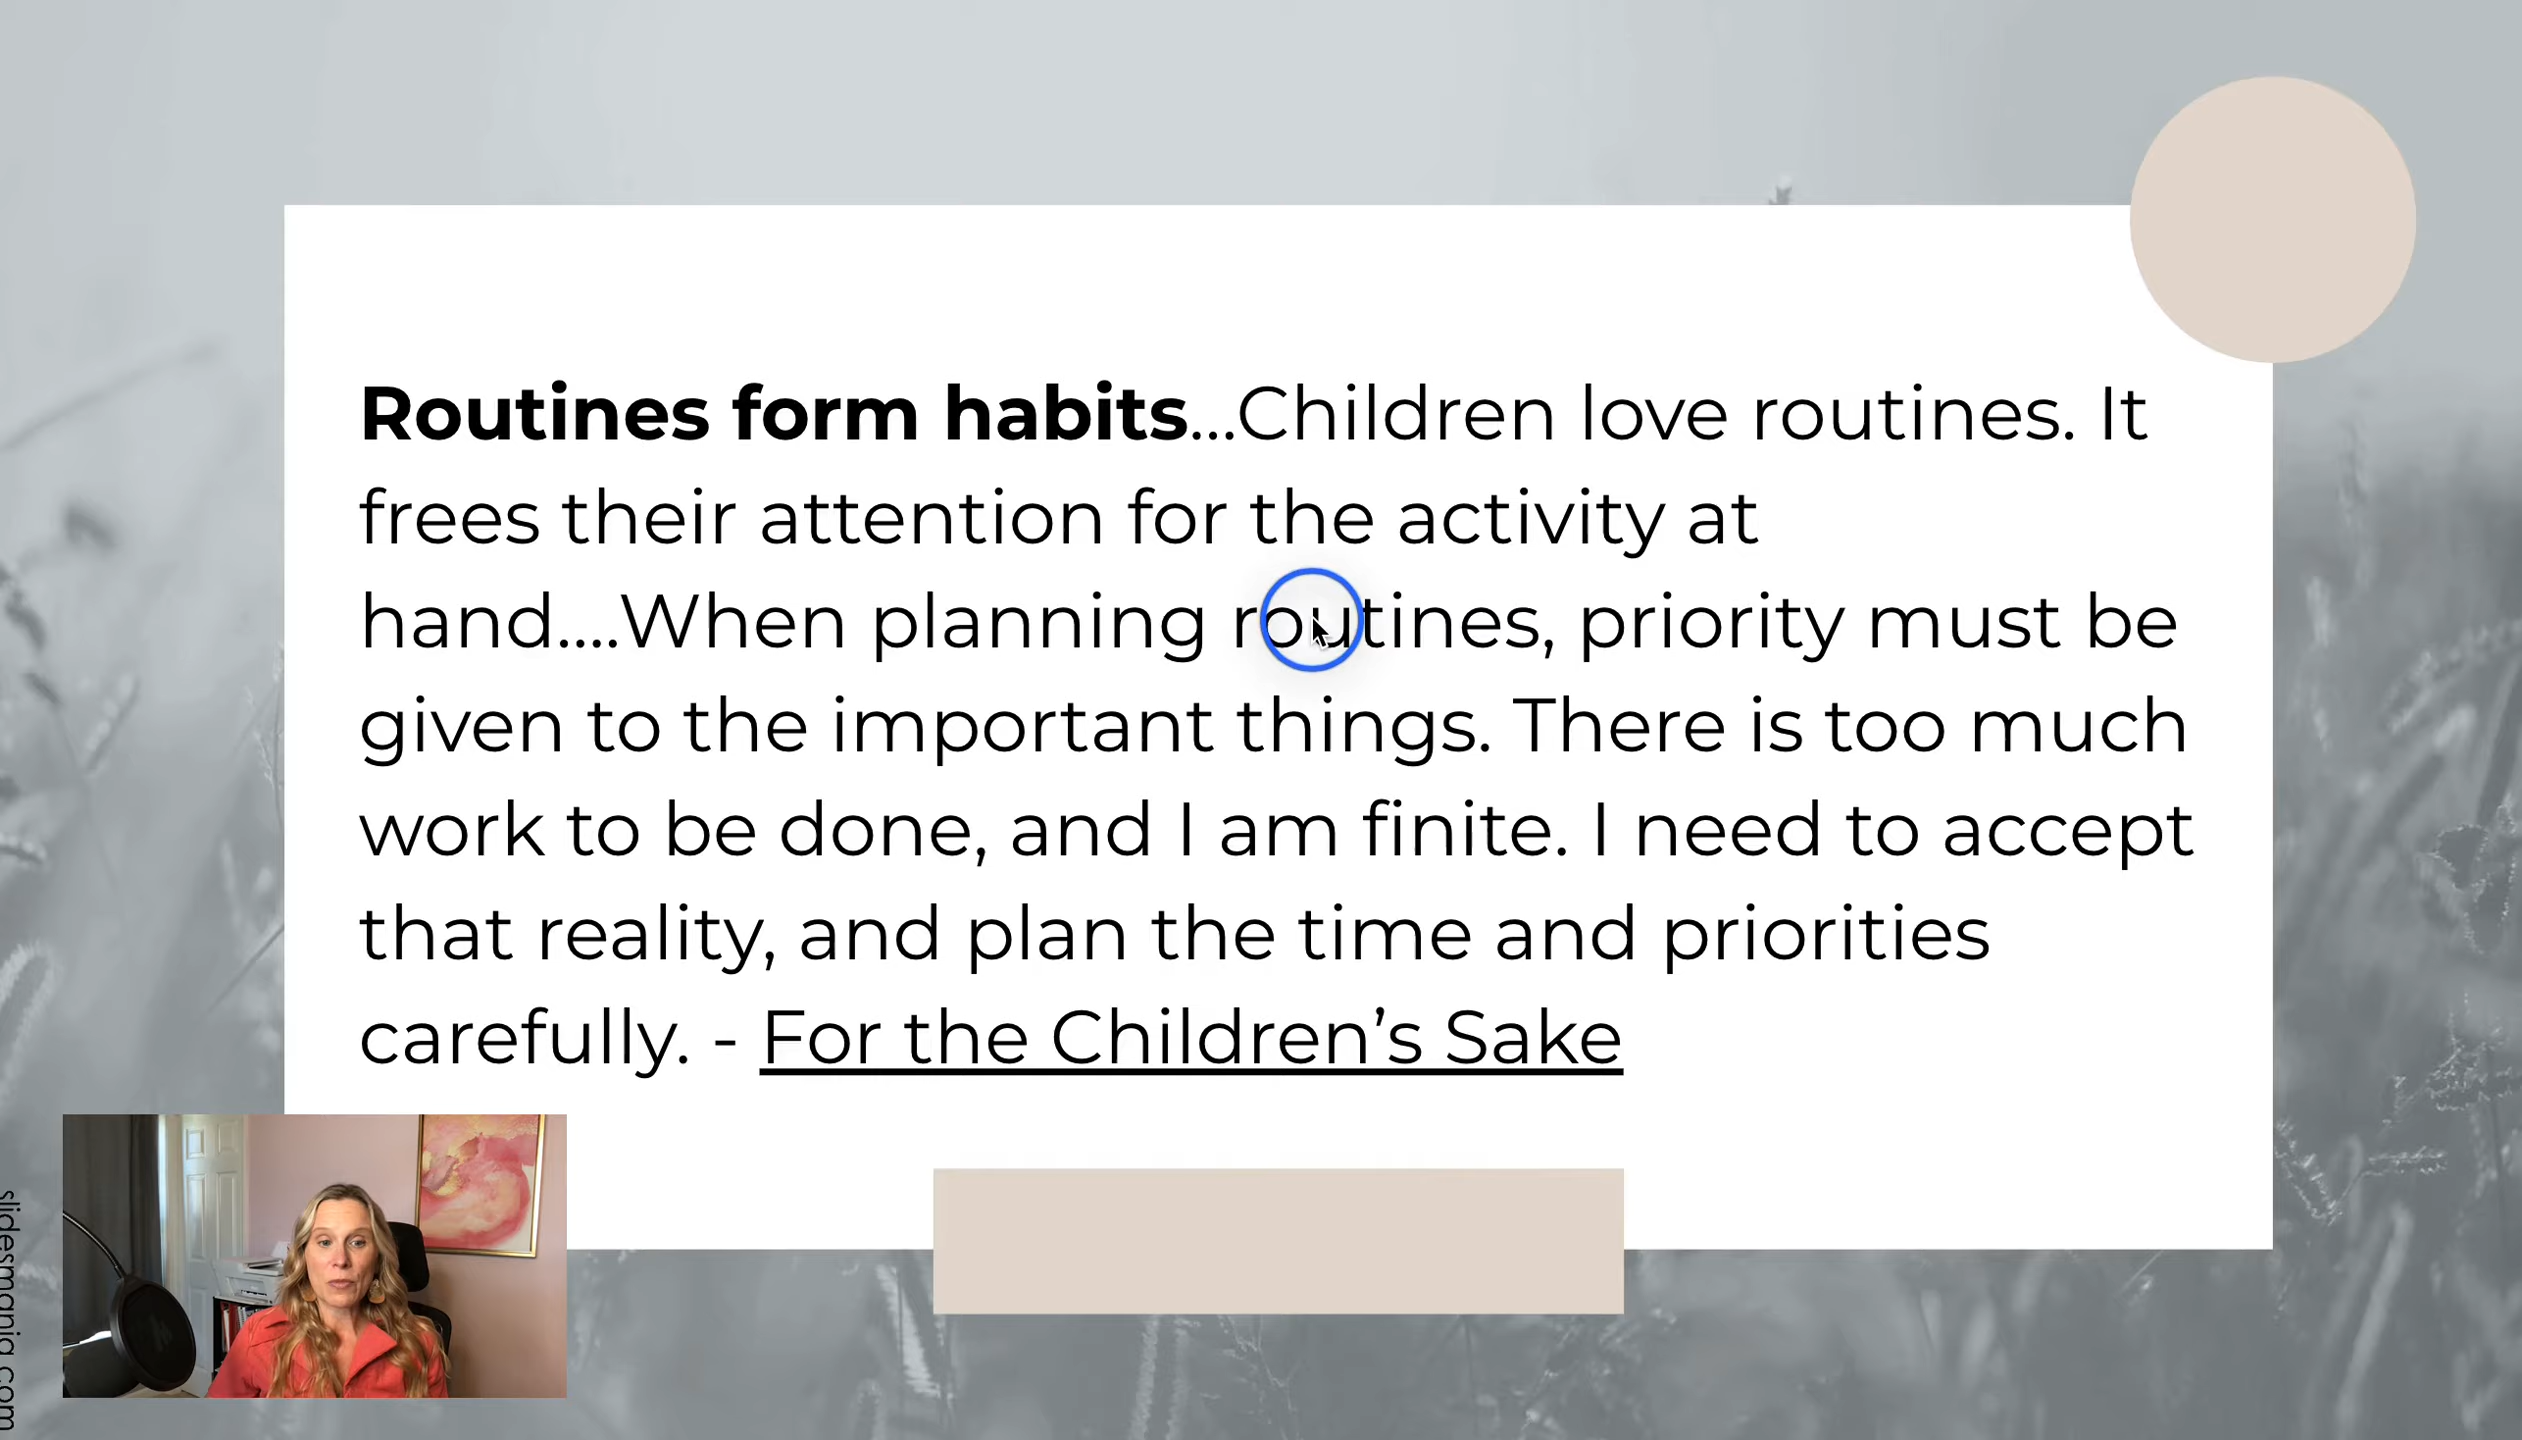 Routines form habits...Children love routines. It
frees their attention for the activity at
hand....When planning routines, priority must be
given to the important things. There is too much
work to be done, and I am finite. I need to accept
that reality, and plan the time and priorities
carefully. - For the Children’s Sake
slidesmania.com